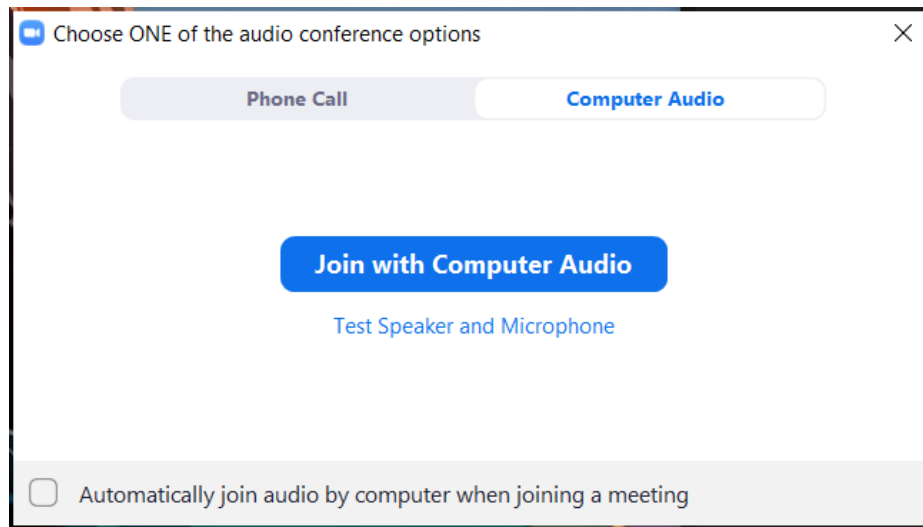 Choose ONE of the audio conference options
Phone Call Computer Audio
Join with Computer Audio
Test Speaker and Microphone
Automatically join audio by computer when joining a meeting